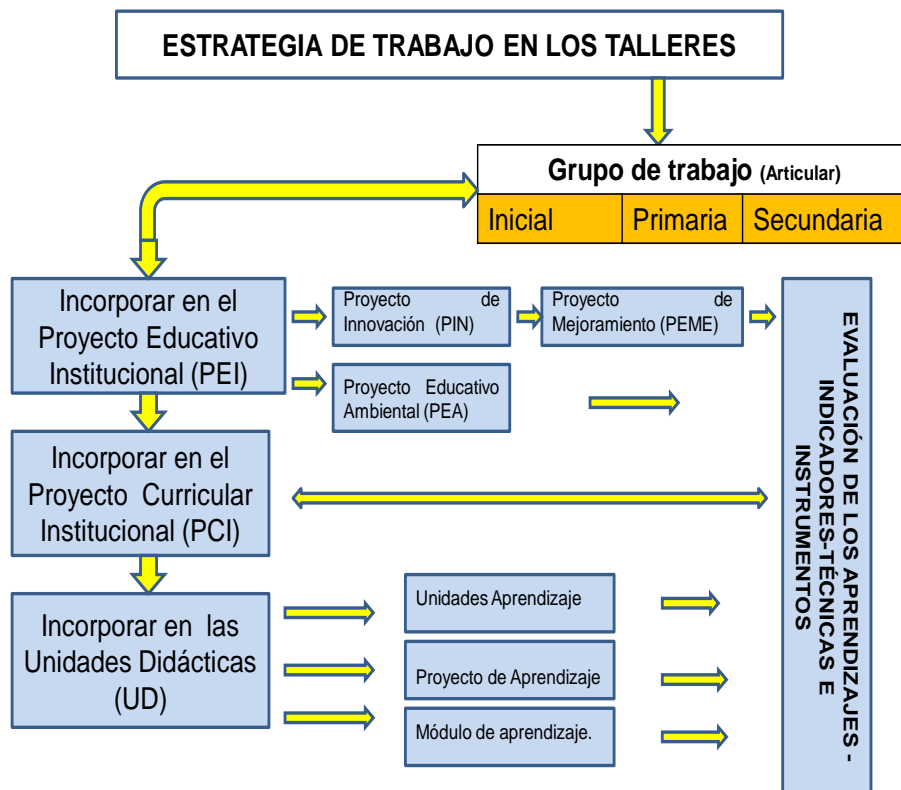 ESTRATEGIA DE TRABAJO EN LOS TALLERES
Grupo de trabajo (Articular)
Inicial
Primaria
Secundaria
Incorporar en el
Proyecto Educativo
Institucional (PEI)
Proyecto de
Innovación (PIN)
Proyecto de
Mejoramiento (PEME)
Proyecto Educativo
Ambiental (PEA)
Incorporar en el
Proyecto Curricular
Institucional (PCI)
Incorporar en las
Unidades Didácticas
(UD)
Unidades Aprendizaje
Proyecto de Aprendizaje
Módulo de aprendizaje.
EVALUACIÓN DE LOS APRENDIZAJES -
INDICADORES-TÉCNICAS E
INSTRUMENTOS